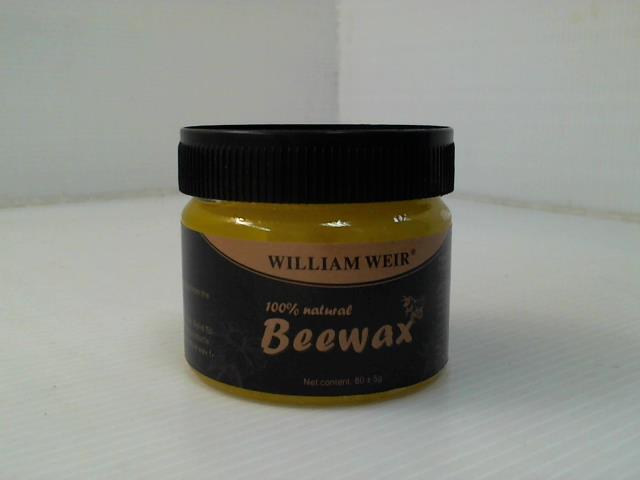 WILLIAM WEIR®
100% natural
Beewax
Net content. 80 ± 5g